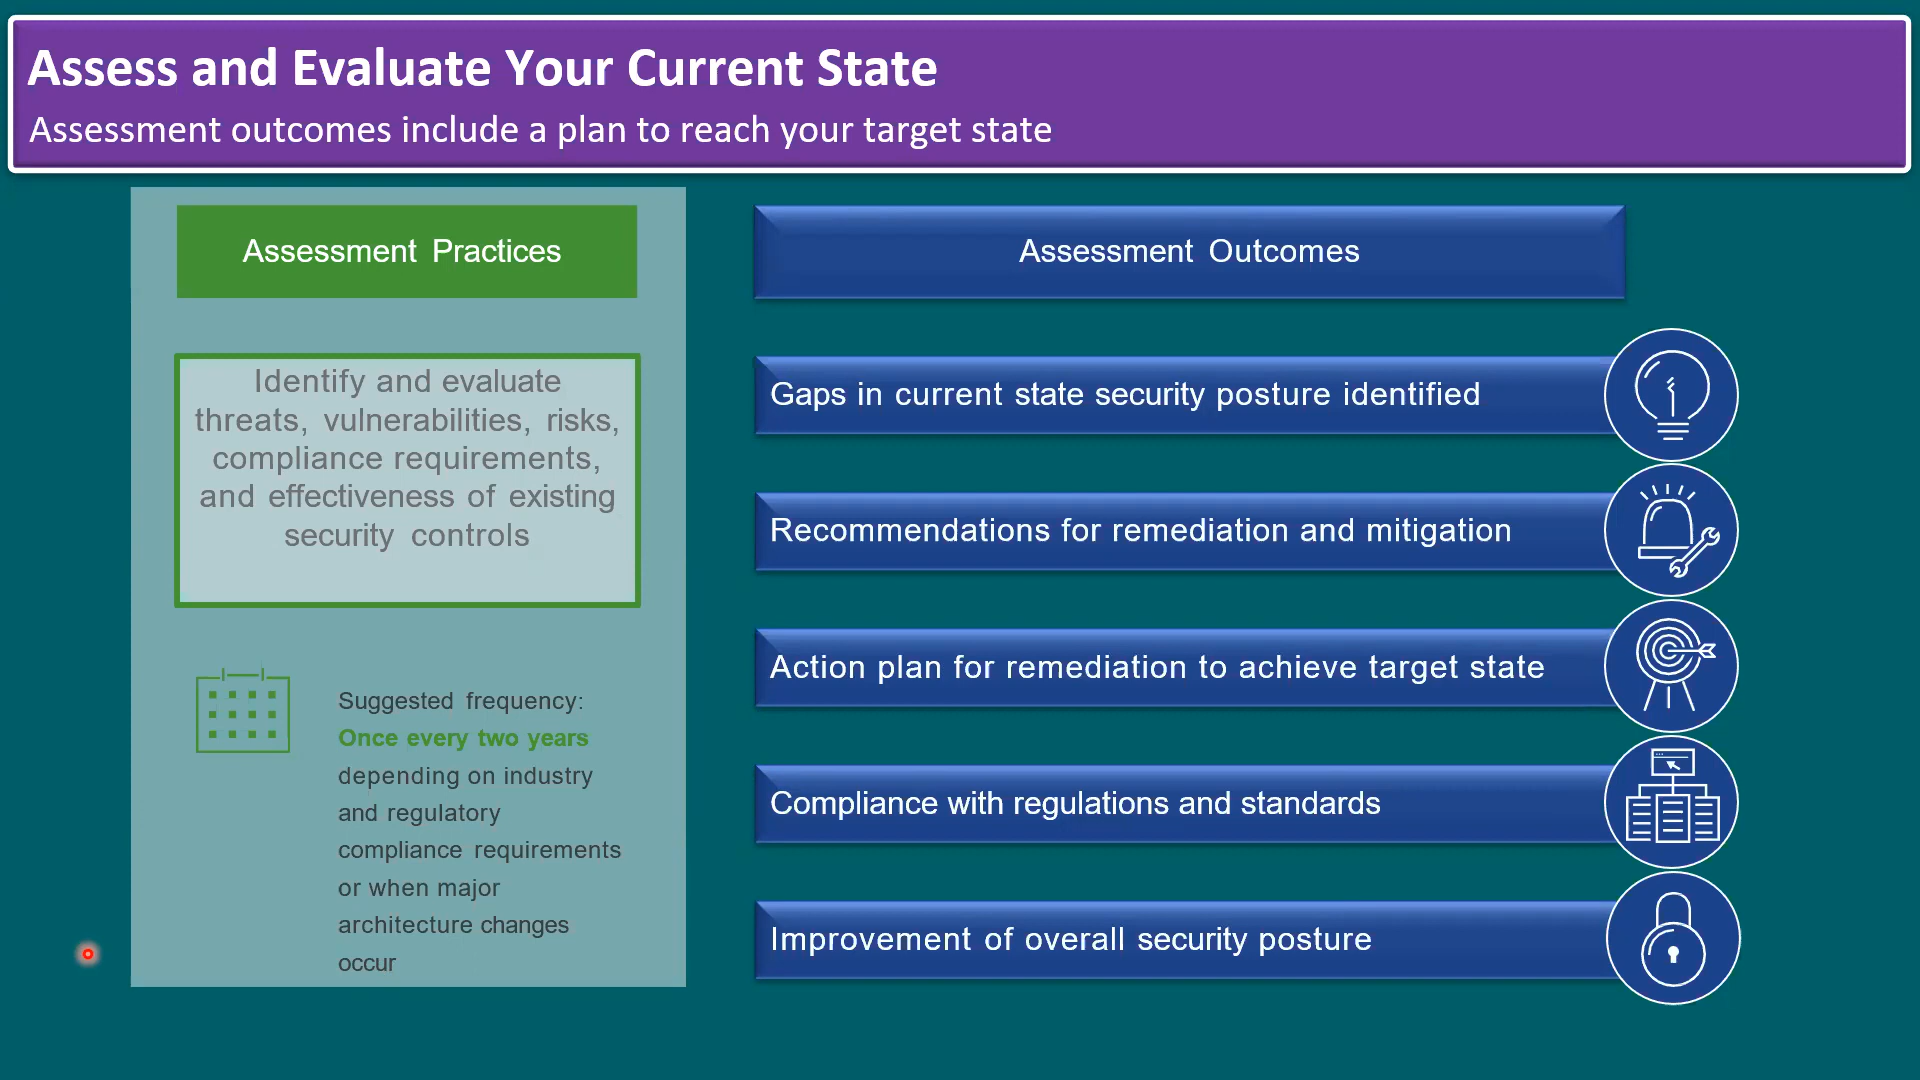 Assess and Evaluate Your Current State
Assessment outcomes include a plan to reach your target state
Assessment Practices
Identify and evaluate
threats, vulnerabilities, risks,
compliance requirements,
and effectiveness of existing
security controls
Suggested frequency:
Once every two years
depending on industry
and regulatory
compliance requirements
or when major
architecture changes
occur
Assessment Outcomes
Gaps in current state security posture identified
Recommendations for remediation and mitigation
Action plan for remediation to achieve target state
Compliance with regulations and standards
Improvement of overall security posture